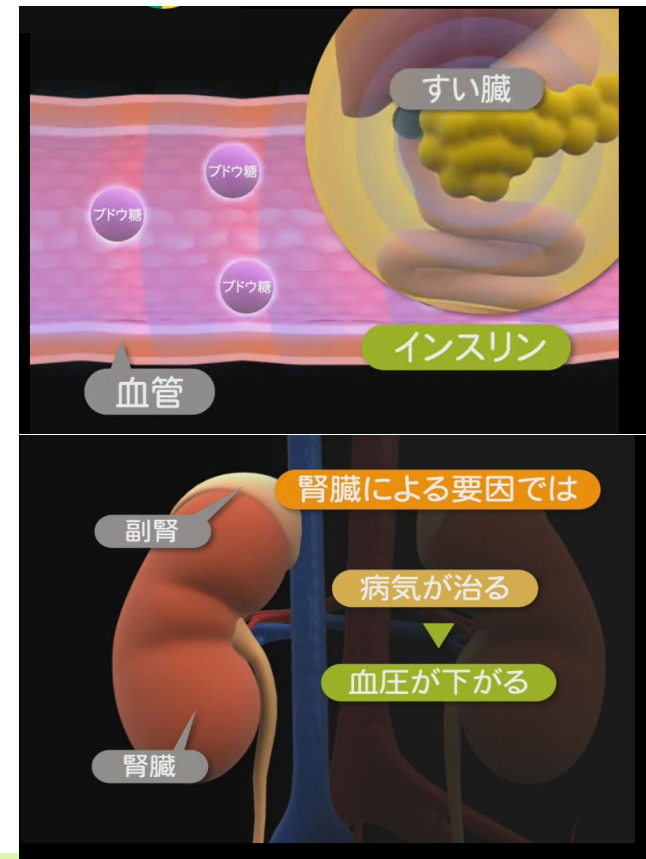 すい臓
ブドウ糖
ブドウ糖
ブドウ糖
インスリン
血管
腎臓による要因では
副腎
病気が治る
血圧が下がる
腎臓